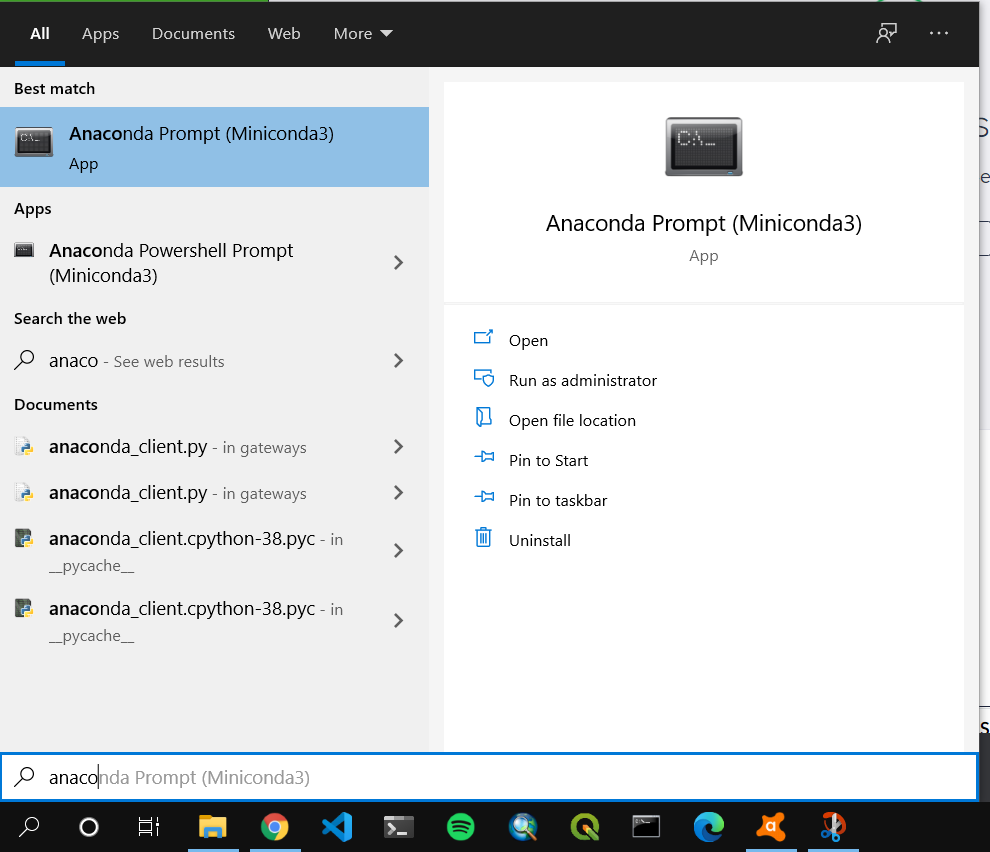 All Apps Documents Web More
Best match
Anaconda Prompt (Miniconda3)
App
Apps
Anaconda Powershell Prompt
(Miniconda3)
Search the web
anaco - See web results
Documents
anaconda_client.py - in gateways
anaconda_client.py - in gateways
anaconda_client.cpython-38.pyc - in
__pycache__
anaconda_client.cpython-38.pyc - in
__pycache__
Anaconda Prompt (Miniconda3)
App
Open
Run as administrator
Open file location
Pin to Start
Pin to taskbar
Uninstall
anaconda Prompt (Miniconda3)